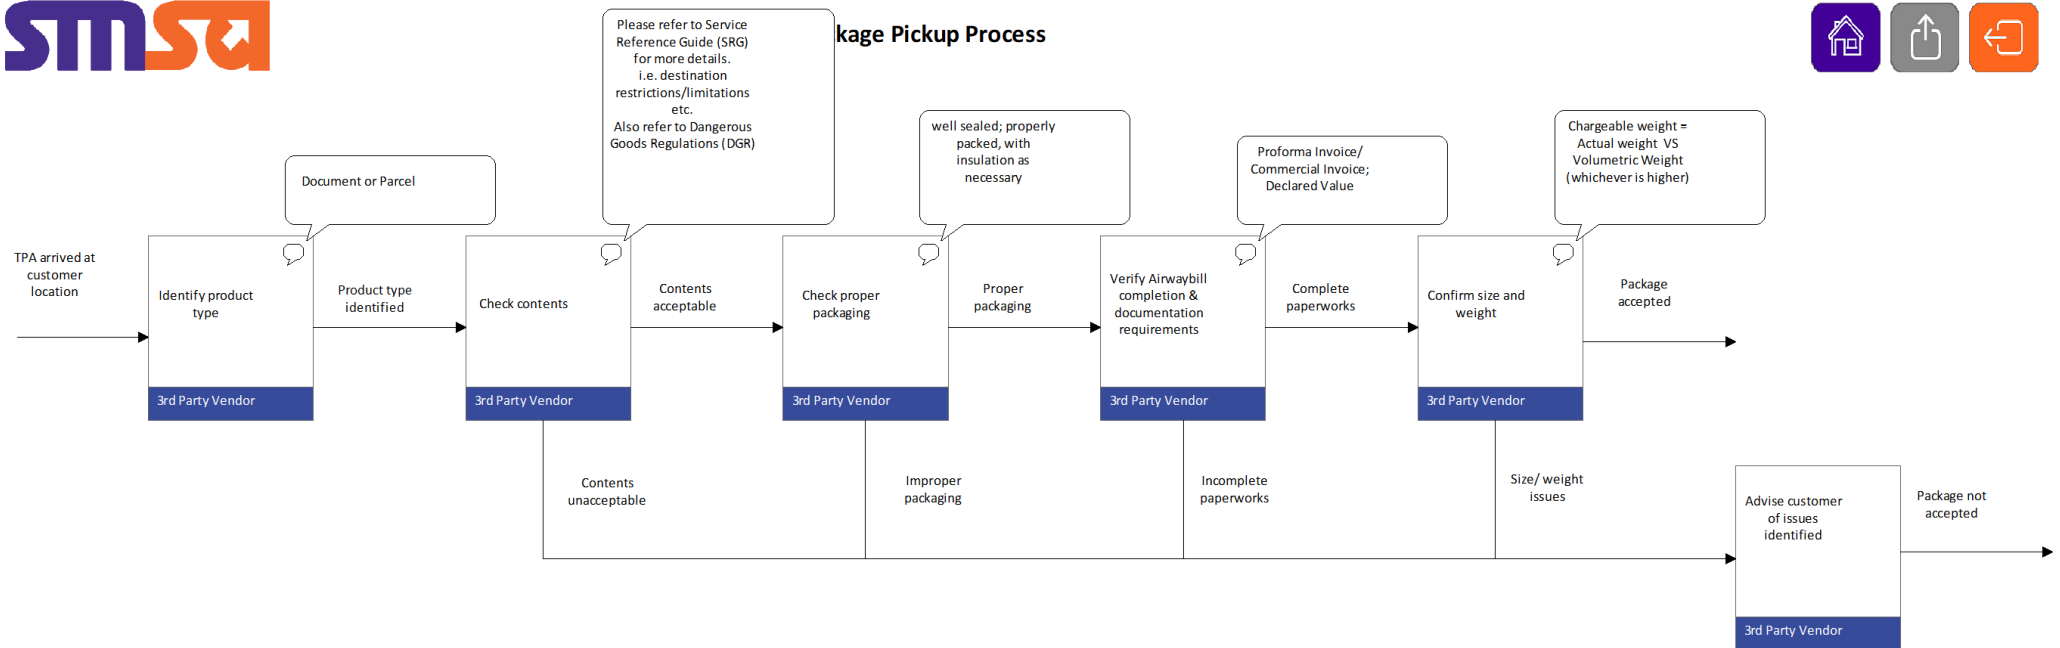 smsa
kage Pickup Process
Please refer to Service
Reference Guide (SRG)
for more details.
i.e. destination
restrictions/limitations
etc.
Also refer to Dangerous
Goods Regulations (DGR)
well sealed; properly
packed, with
insulation as
necessary
Proforma Invoice/
Commercial Invoice;
Declared Value
Chargeable weight =
Actual weight VS
Volumetric Weight
(whichever is higher)
Document or Parcel
TPA arrived at
customer
location
Identify product
type
3rd Party Vendor
Product type
identified
Check contents
3rd Party Vendor
Contents
acceptable
Check proper
packaging
3rd Party Vendor
Proper
packaging
Verify Airwaybill
completion &
documentation
requirements
3rd Party Vendor
Complete
paperworks
Confirm size and
weight
3rd Party Vendor
Package
accepted
Contents
unacceptable
Improper
packaging
Incomplete
paperworks
Size/ weight
issues
Advise customer
of issues
identified
3rd Party Vendor
Package not
accepted